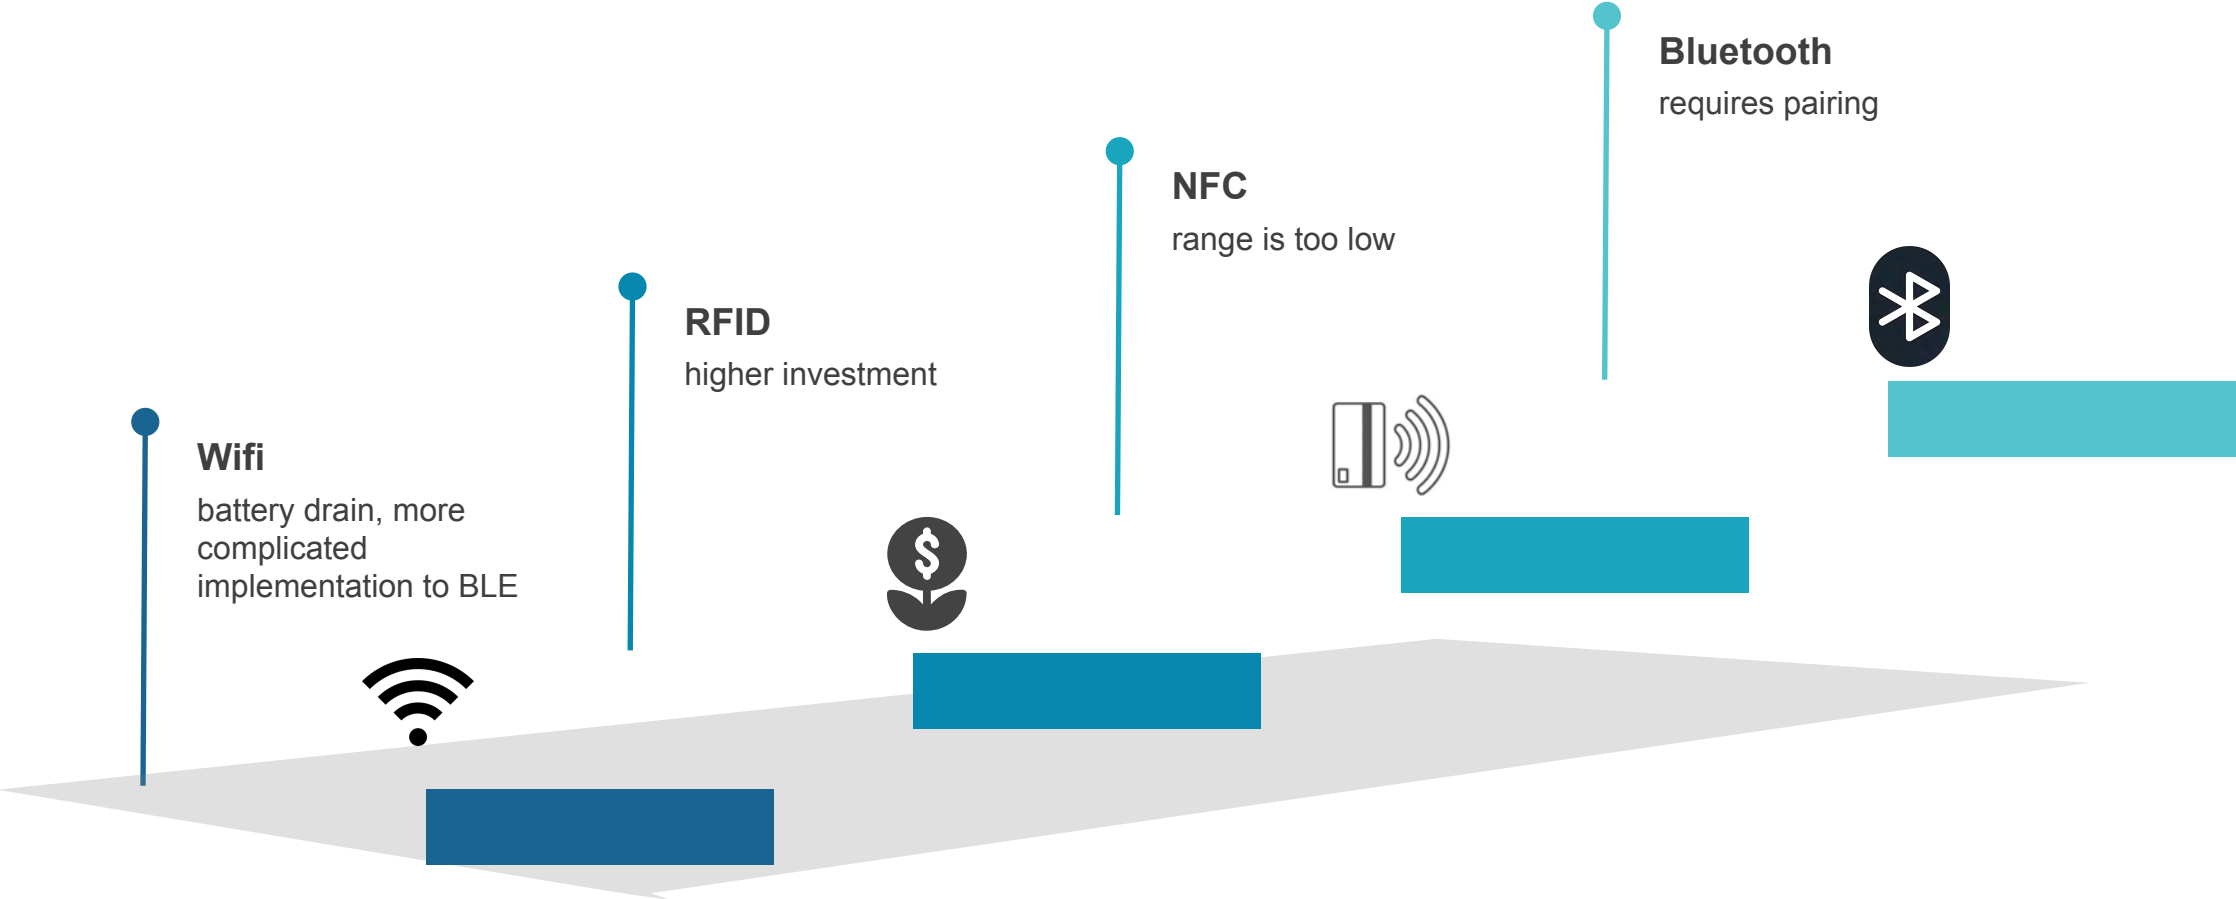 Wifi
battery drain, more
complicated
implementation to BLE
RFID
higher investment
NFC
range is too low
Bluetooth
requires pairing
$